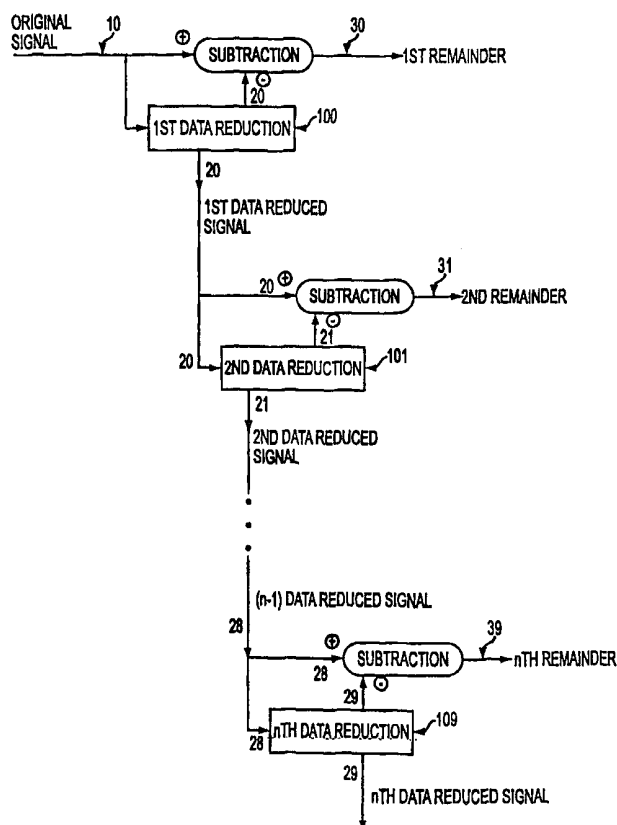 ORIGINAL
SIGNAL
10
⊕
SUBTRACTION
30
1ST REMAINDER
⊖
20
1ST DATA REDUCTION
100
20
1ST DATA REDUCED
SIGNAL
20
⊕
SUBTRACTION
31
2ND REMAINDER
⊖
21
20
2ND DATA REDUCTION
101
21
2ND DATA REDUCED
SIGNAL
(n-1) DATA REDUCED SIGNAL
28
⊕
28
SUBTRACTION
39
nTH REMAINDER
⊖
29
28
nTH DATA REDUCTION
109
29
nTH DATA REDUCED SIGNAL